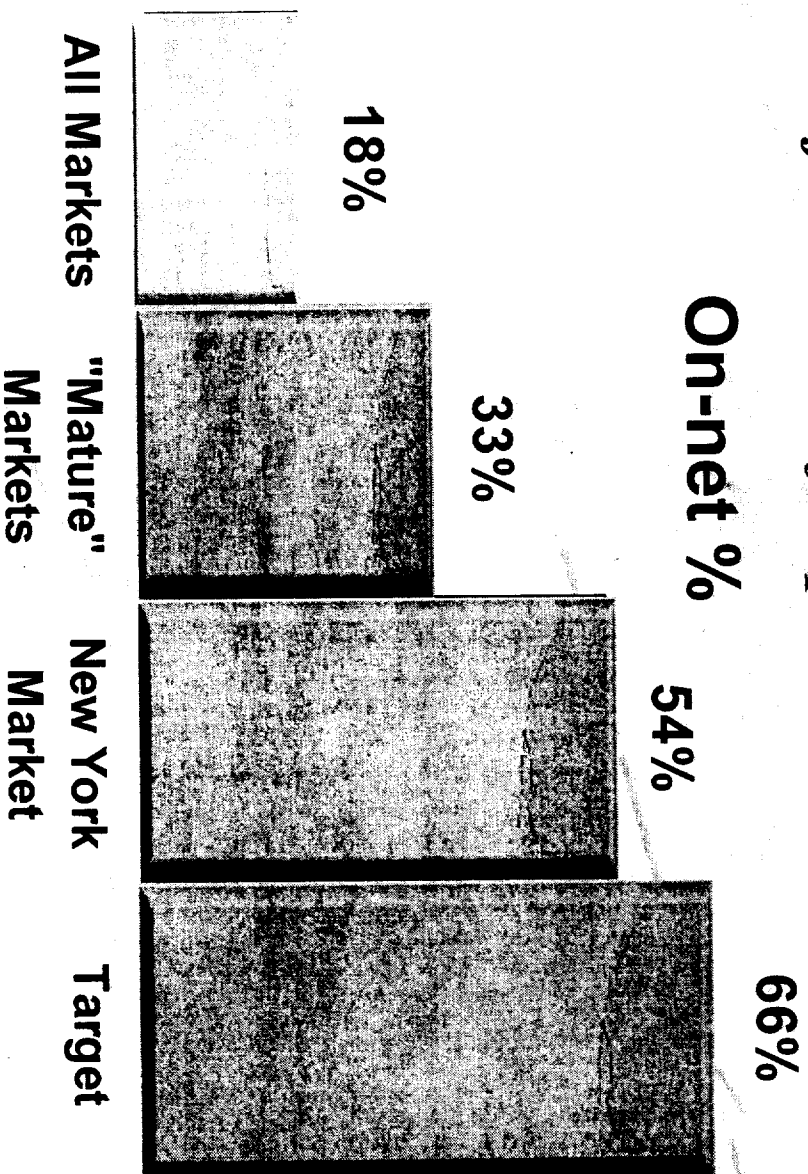 On-net %
18%
33%
54%
66%
All Markets
"Mature"
Markets
New York
Market
Target